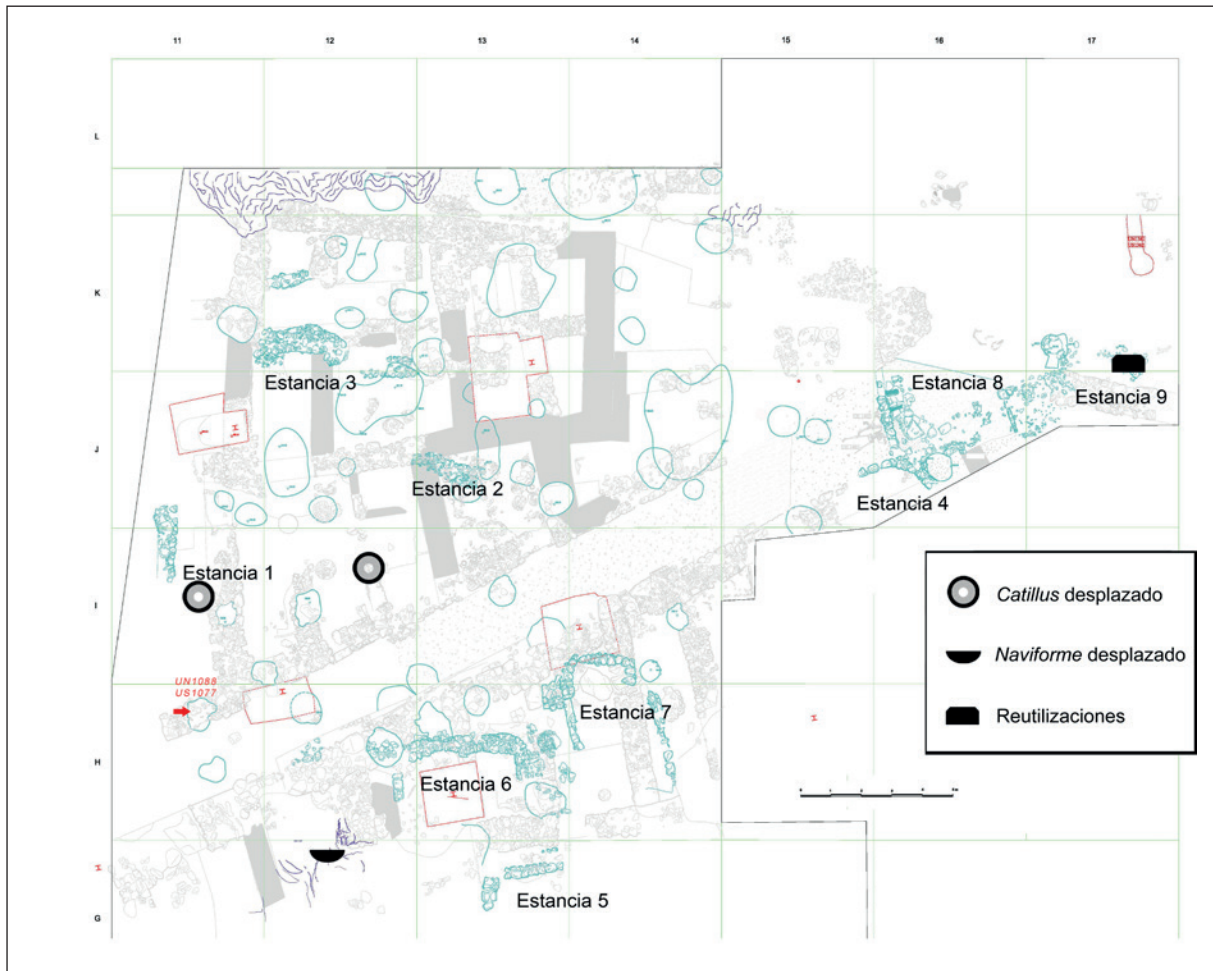 11 12 13 14 15 16 17
L
K
Estancia 3
Estancia 8
Estancia 9
J
Estancia 2
Estancia 4
Estancia 1
I
Catillus desplazado
Naviforme desplazado
Reutilizaciones
UN1088
US1077
Estancia 7
H
Estancia 6
Estancia 5
G